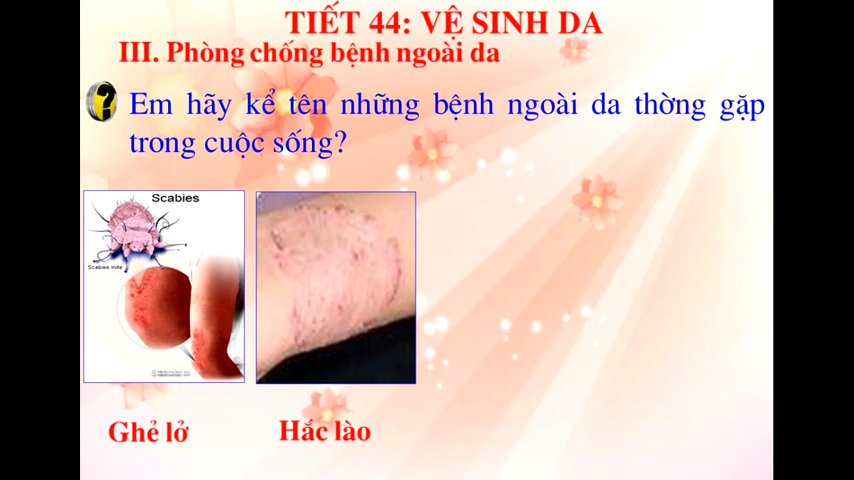 TIẾT 44: VỆ SINH DA
III. Phòng chống bệnh ngoài da
?
Em hãy kể tên những bệnh ngoài da thờng gặp
trong cuộc sống?
Scabies
Scabies mite
Ghẻ lở
Hắc lào